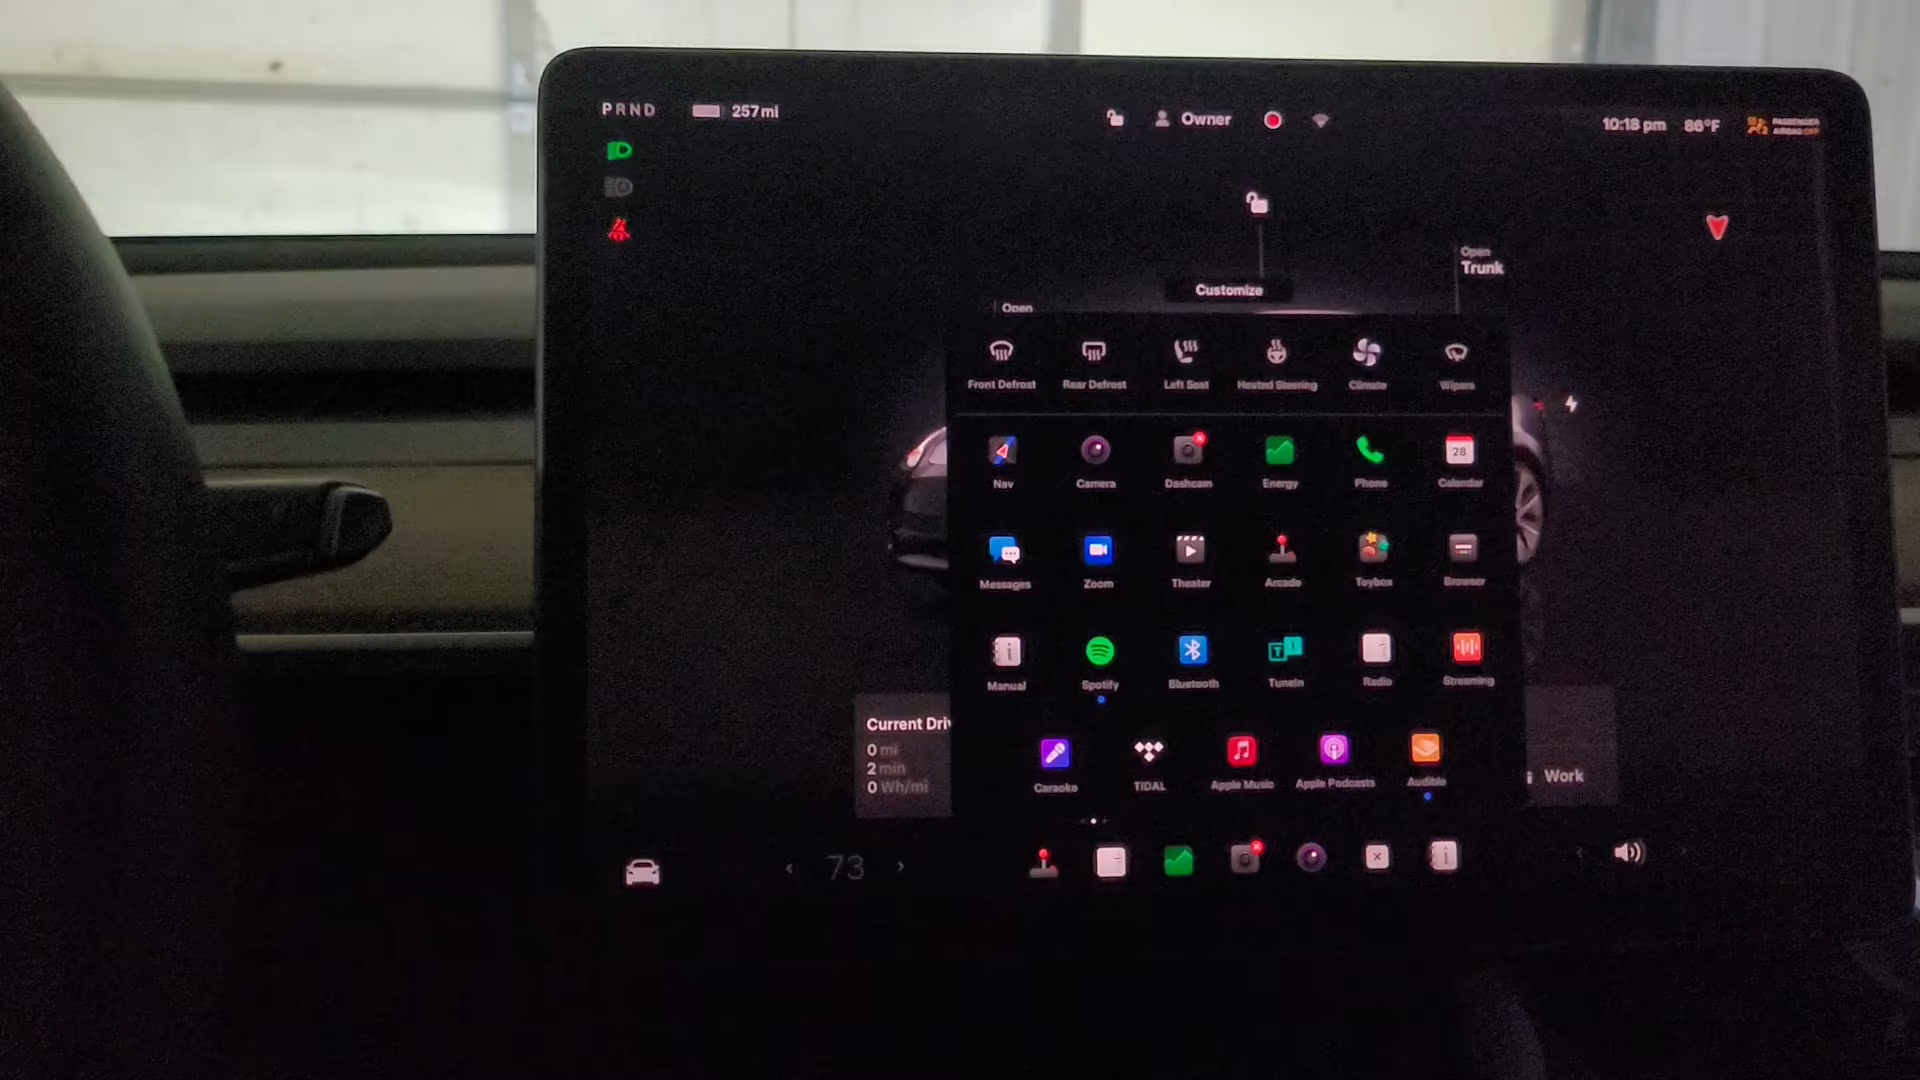 PRND 257 mi Owner 10:18 pm 86°F PASSENGER AIRBAG OFF
Open
Trunk
Customize
Open
Front Defrost Rear Defrost Left Seat Heated Steering Climate Wipers
28
Nav Camera Dashcam Energy Phone Calendar
Messages Zoom Theater Arcade Toybox Browser
Manual Spotify Bluetooth TuneIn Radio Streaming
Caraoke TIDAL Apple Music Apple Podcasts Audible
Current Driv
0 mi
2 min
0 Wh/mi
Work
73